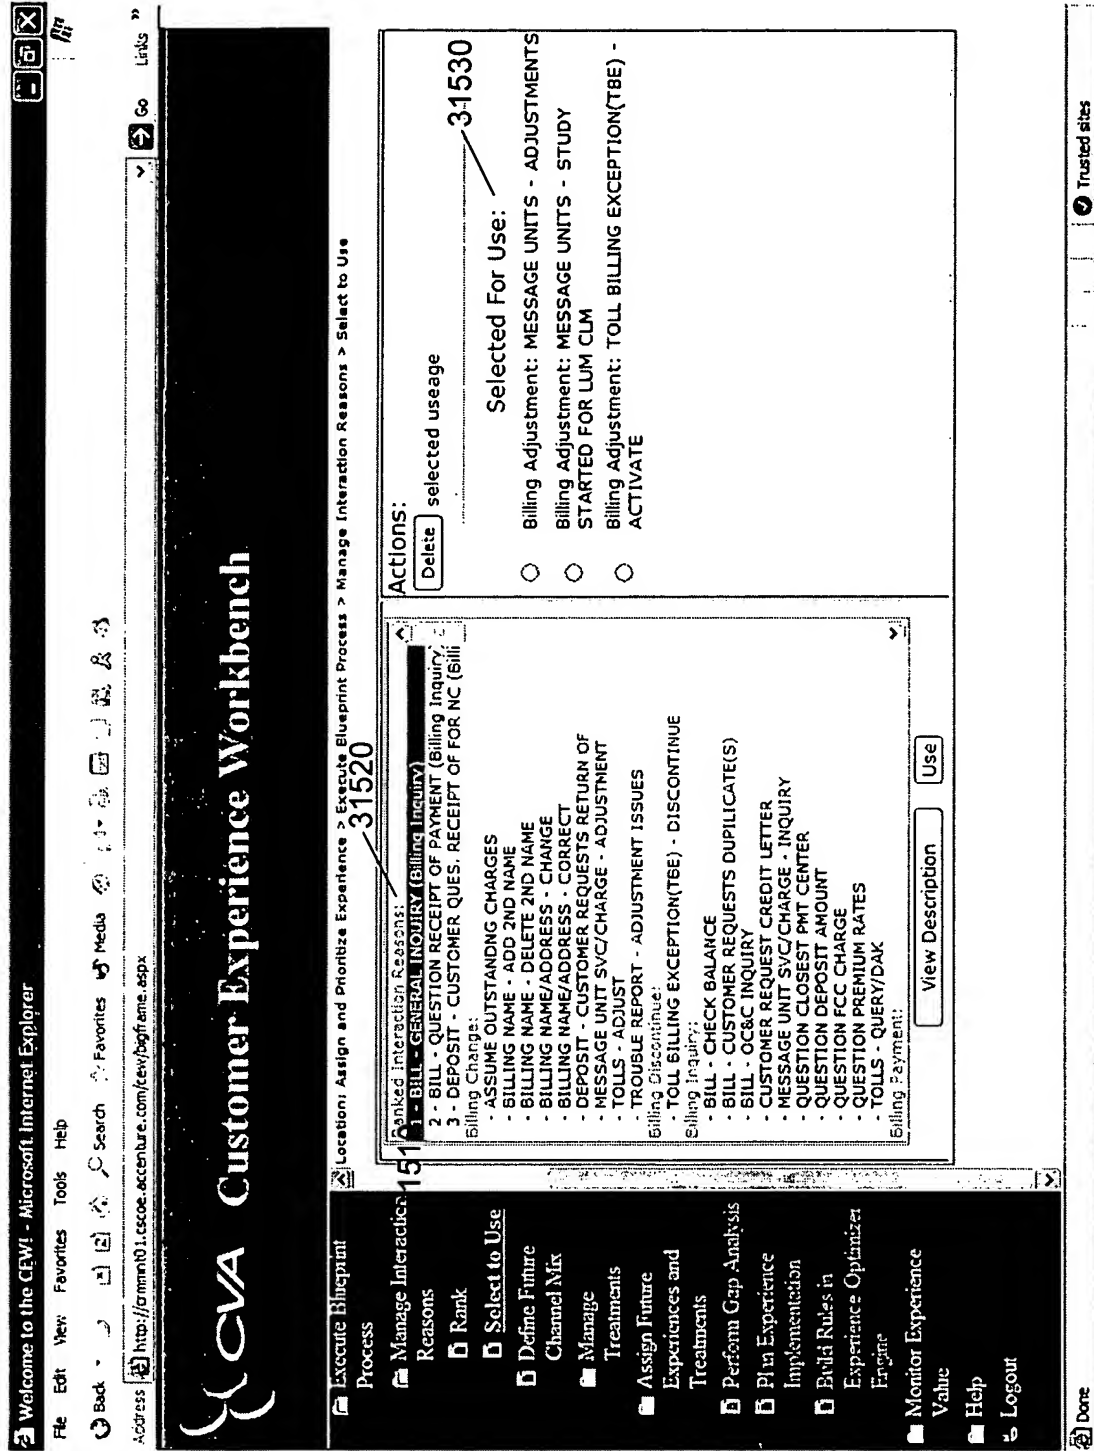 Welcome to the CEW! - Microsoft Internet Explorer
File Edit View Favorites Tools Help
Back Search Favorites Media
Address http://crmmnt01.cscoe.accenture.com/cew/bigframe.aspx Go Links »
CVA Customer Experience Workbench
Execute Blueprint
Process
Manage Interaction
Reasons
Rank
Select to Use
Define Future
Channel Mix
Manage
Treatments
Assign Future
Experiences and
Treatments
Perform Gap Analysis
Plan Experience
Implementation
Build Rules in
Experience Optimizer
Engine
Monitor Experience
Value
Help
Logout
Location: Assign and Prioritize Experience > Execute Blueprint Process > Manage Interaction Reasons > Select to Use
31520
Ranked Interaction Reasons:
1 - BILL - GENERAL INQUIRY (Billing Inquiry)
2 - BILL - QUESTION RECEIPT OF PAYMENT (Billing Inquiry)
3 - DEPOSIT - CUSTOMER QUES. RECEIPT OF FOR NC (Billi
Billing Change:
- ASSUME OUTSTANDNG CHARGES
- BILLING NAME - ADD 2ND NAME
- BILLING NAME - DELETE 2ND NAME
- BILLING NAME/ADDRESS - CHANGE
- BILLING NAME/ADDRESS - CORRECT
- DEPOSIT - CUSTOMER REQUESTS RETURN OF
- MESSAGE UNIT SVC/CHARGE - ADJUSTMENT
- TOLLS - ADJUST
- TROUBLE REPORT - ADJUSTMENT ISSUES
Billing Discontinue:
- TOLL BILLING EXCEPTION(TBE) - DISCONTINUE
Billing Inquiry:
- BILL - CHECK BALANCE
- BILL - CUSTOMER REQUESTS DUPILICATE(S)
- BILL - OC&C INQUIRY
- CUSTOMER REQUEST CREDIT LETTER
- MESSAGE UNIT SVC/CHARGE - INQUIRY
- QUESTION CLOSEST PMT CENTER
- QUESTION DEPOSIT AMOUNT
- QUESTION FCC CHARGE
- QUESTION PREMIUM RATES
- TOLLS - QUERY/DAK
Billing Payment:
View Description Use
Actions:
Delete selected useage
Selected For Use:
31530
Billing Adjustment: MESSAGE UNITS - ADJUSTMENTS
Billing Adjustment: MESSAGE UNITS - STUDY
STARTED FOR LUM CLM
Billing Adjustment: TOLL BILLING EXCEPTION(TBE) -
ACTIVATE
Done Trusted sites